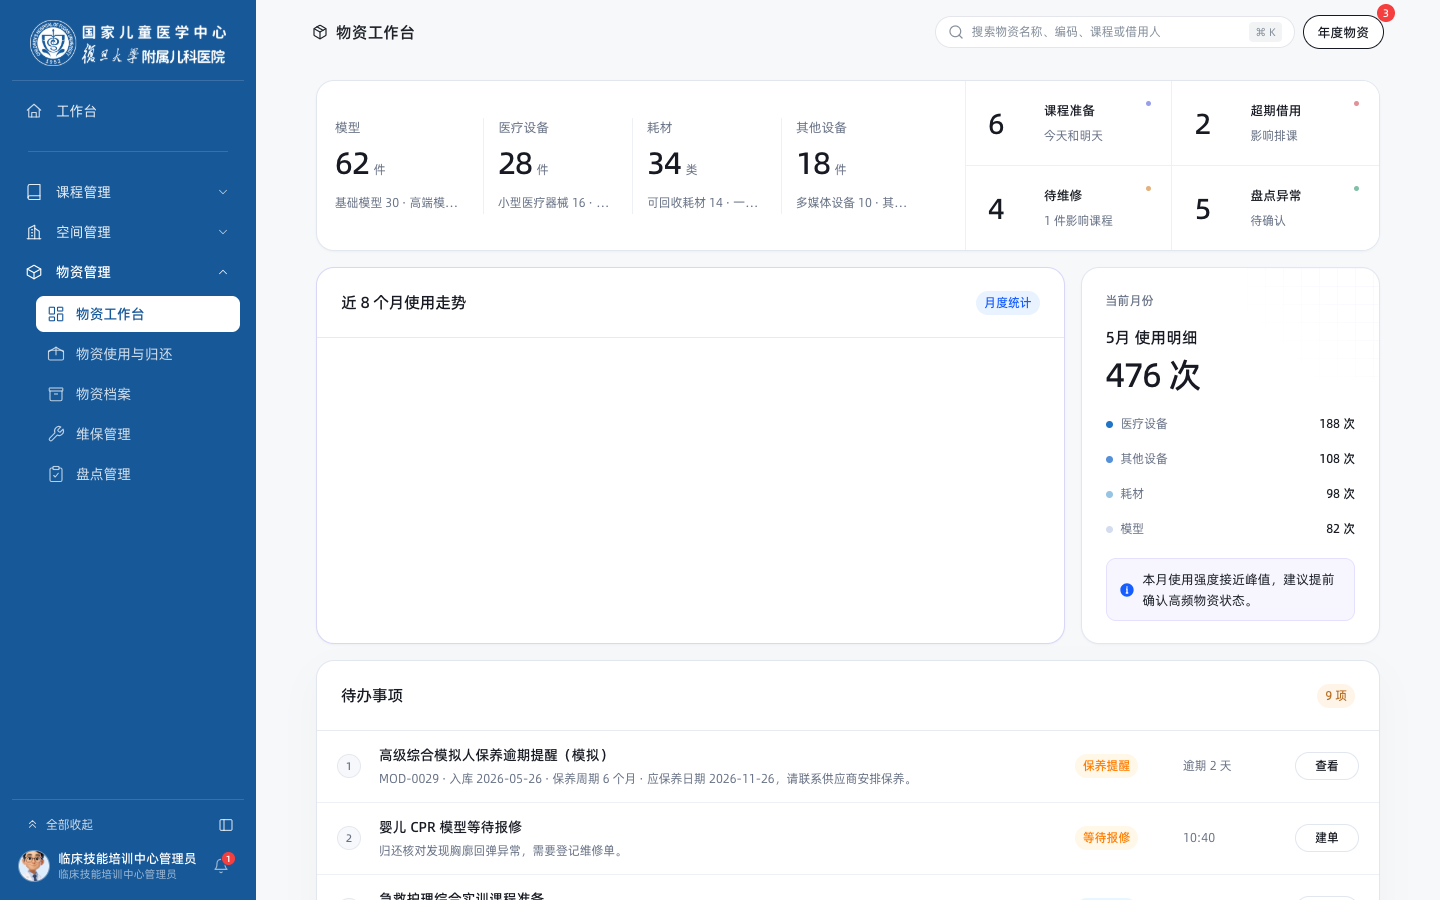 国家儿童医学中心
復旦大学附属儿科医院
工作台
课程管理
空间管理
物资管理
物资工作台
物资使用与归还
物资档案
维保管理
盘点管理
全部收起
临床技能培训中心管理员
临床技能培训中心管理员
1
物资工作台
搜索物资名称、编码、课程或借用人
⌘ K
年度物资
3
模型
62 件
基础模型 30 · 高端模...
医疗设备
28 件
小型医疗器械 16 · ...
耗材
34 类
可回收耗材 14 · 一...
其他设备
18 件
多媒体设备 10 · 其...
6
课程准备
今天和明天
2
超期借用
影响排课
4
待维修
1 件影响课程
5
盘点异常
待确认
近 8 个月使用走势
月度统计
当前月份
5月 使用明细
476 次
医疗设备 188 次
其他设备 108 次
耗材 98 次
模型 82 次
本月使用强度接近峰值，建议提前
确认高频物资状态。
待办事项
9 项
1
高级综合模拟人保养逾期提醒（模拟）
MOD-0029 · 入库 2026-05-26 · 保养周期 6 个月 · 应保养日期 2026-11-26，请联系供应商安排保养。
保养提醒
逾期 2 天
查看
2
婴儿 CPR 模型等待报修
归还核对发现胸廓回弹异常，需要登记维修单。
等待报修
10:40
建单
急救护理综合实训课程准备